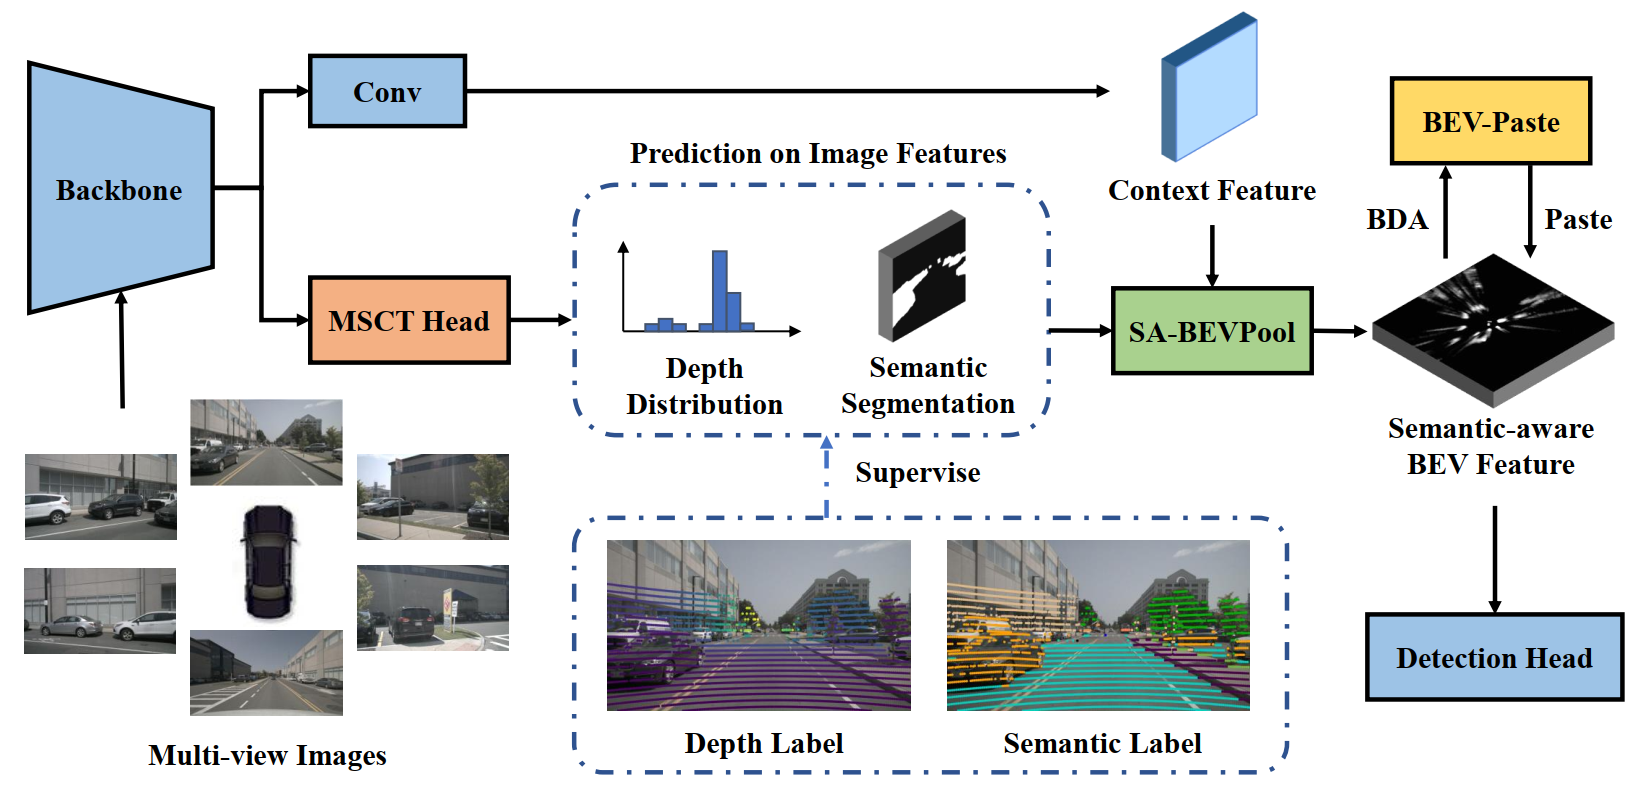 Backbone
Conv
Prediction on Image Features
Context Feature
BEV-Paste
BDA
Paste
MSCT Head
Depth
Distribution
Semantic
Segmentation
SA-BEVPool
Semantic-aware
BEV Feature
Supervise
Detection Head
Depth Label
Semantic Label
Multi-view Images